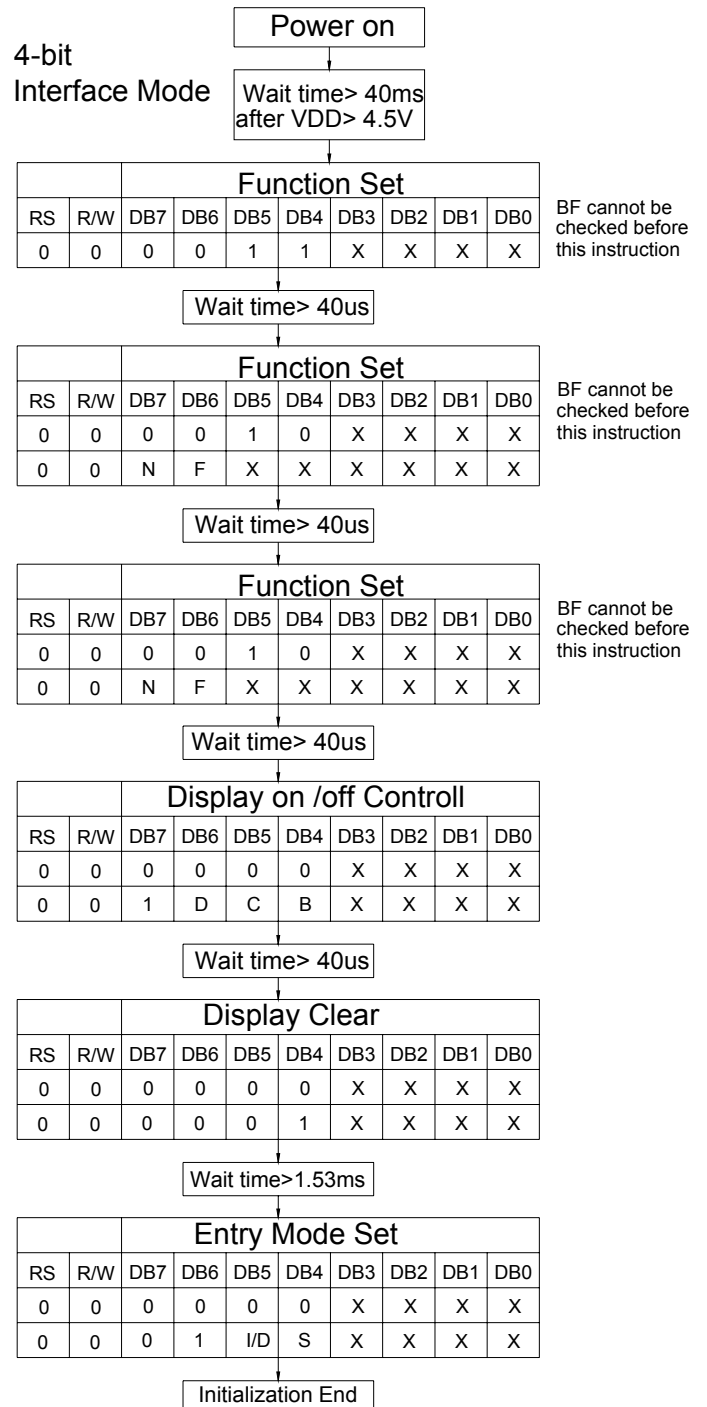 Power on
4-bit
Interface Mode
Wait time> 40ms
after VDD> 4.5V
Function Set
RS R/W DB7 DB6 DB5 DB4 DB3 DB2 DB1 DB0
0 0 0 0 1 1 X X X X
BF cannot be
checked before
this instruction
Wait time> 40us
Function Set
RS R/W DB7 DB6 DB5 DB4 DB3 DB2 DB1 DB0
0 0 0 0 1 0 X X X X
0 0 N F X X X X X X
BF cannot be
checked before
this instruction
Wait time> 40us
Function Set
RS R/W DB7 DB6 DB5 DB4 DB3 DB2 DB1 DB0
0 0 0 0 1 0 X X X X
0 0 N F X X X X X X
BF cannot be
checked before
this instruction
Wait time> 40us
Display on /off Controll
RS R/W DB7 DB6 DB5 DB4 DB3 DB2 DB1 DB0
0 0 0 0 0 0 X X X X
0 0 1 D C B X X X X
Wait time> 40us
Display Clear
RS R/W DB7 DB6 DB5 DB4 DB3 DB2 DB1 DB0
0 0 0 0 0 0 X X X X
0 0 0 0 0 1 X X X X
Wait time>1.53ms
Entry Mode Set
RS R/W DB7 DB6 DB5 DB4 DB3 DB2 DB1 DB0
0 0 0 0 0 0 X X X X
0 0 0 1 I/D S X X X X
Initialization End